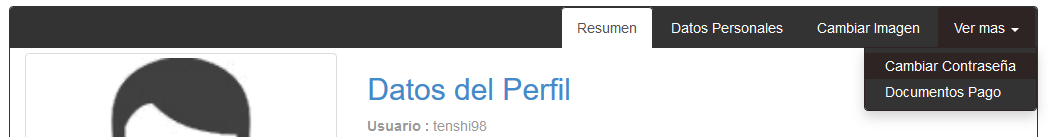 Resumen Datos Personales Cambiar Imagen Ver mas
Cambiar Contraseña
Documentos Pago
Datos del Perfil
Usuario : tenshi98